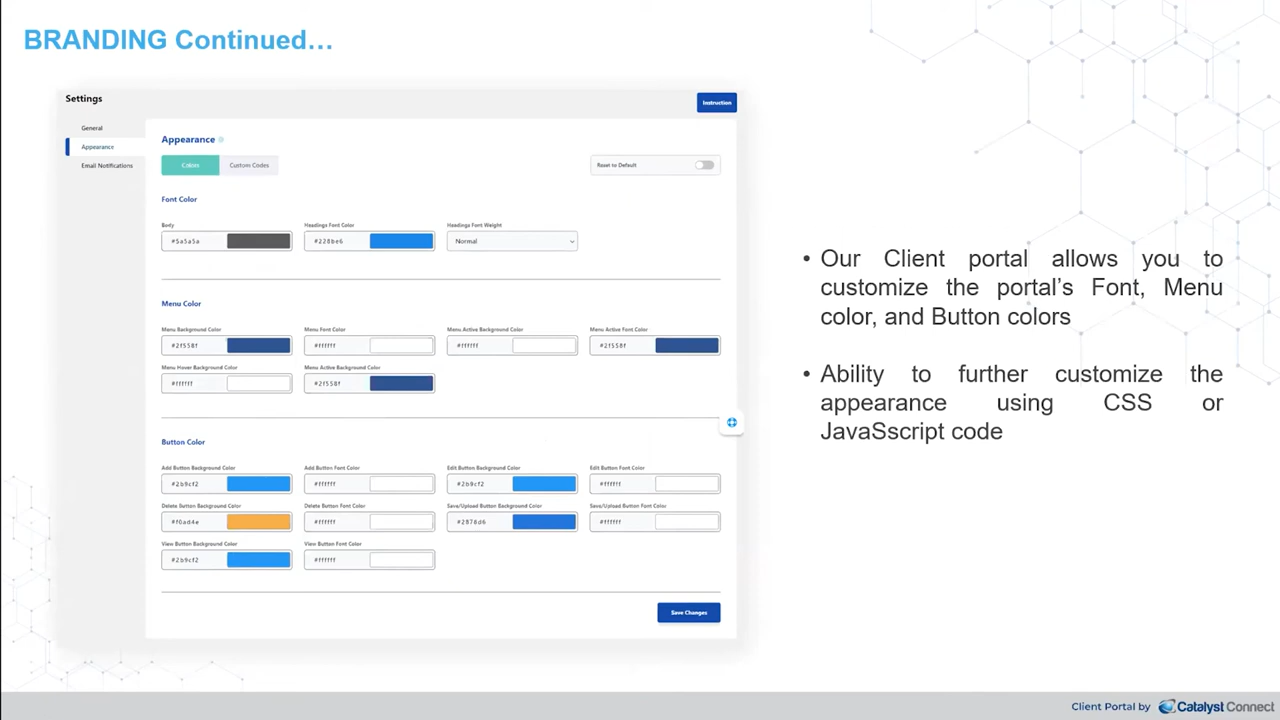 BRANDING Continued…
Settings
Instruction
General
Appearance
Email Notifications
Appearance
Colors Custom Codes
Reset to Default
Font Color
Body Headings Font Color Headings Font Weight
#5a5a5a #228be6 Normal
Menu Color
Menu Background Color Menu Font Color Menu Active Background Color Menu Active Font Color
#2f558f #ffffff #ffffff #2f558f
Menu Hover Background Color Menu Active Background Color
#ffffff #2f558f
Button Color
Add Button Background Color Add Button Font Color Edit Button Background Color Edit Button Font Color
#2b9cf2 #ffffff #2b9cf2 #ffffff
Delete Button Background Color Delete Button Font Color Save/Upload Button Background Color Save/Upload Button Font Color
#f0ad4e #ffffff #2876d6 #ffffff
View Button Background Color View Button Font Color
#2b9cf2 #ffffff
Save Changes
• Our Client portal allows you to
customize the portal's Font, Menu
color, and Button colors
• Ability to further customize the
appearance using CSS or
JavaSscript code
Client Portal by Catalyst Connect